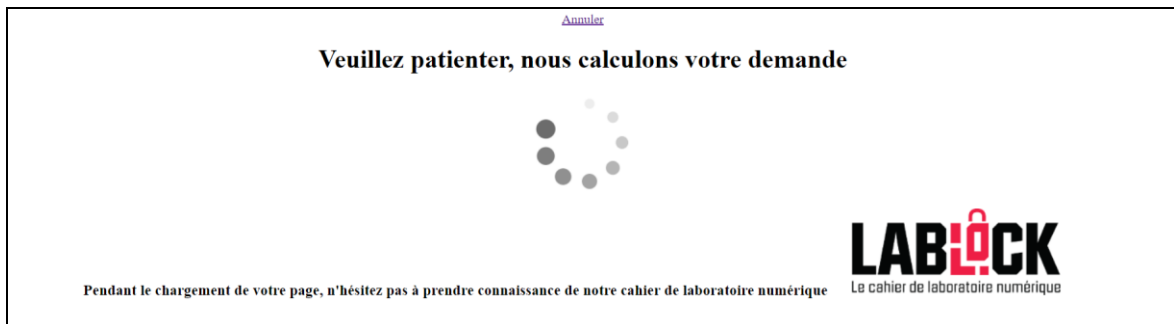 Annuler
Veuillez patienter, nous calculons votre demande
LABLOCK
Pendant le chargement de votre page, n'hésitez pas à prendre connaissance de notre cahier de laboratoire numérique
Le cahier de laboratoire numérique